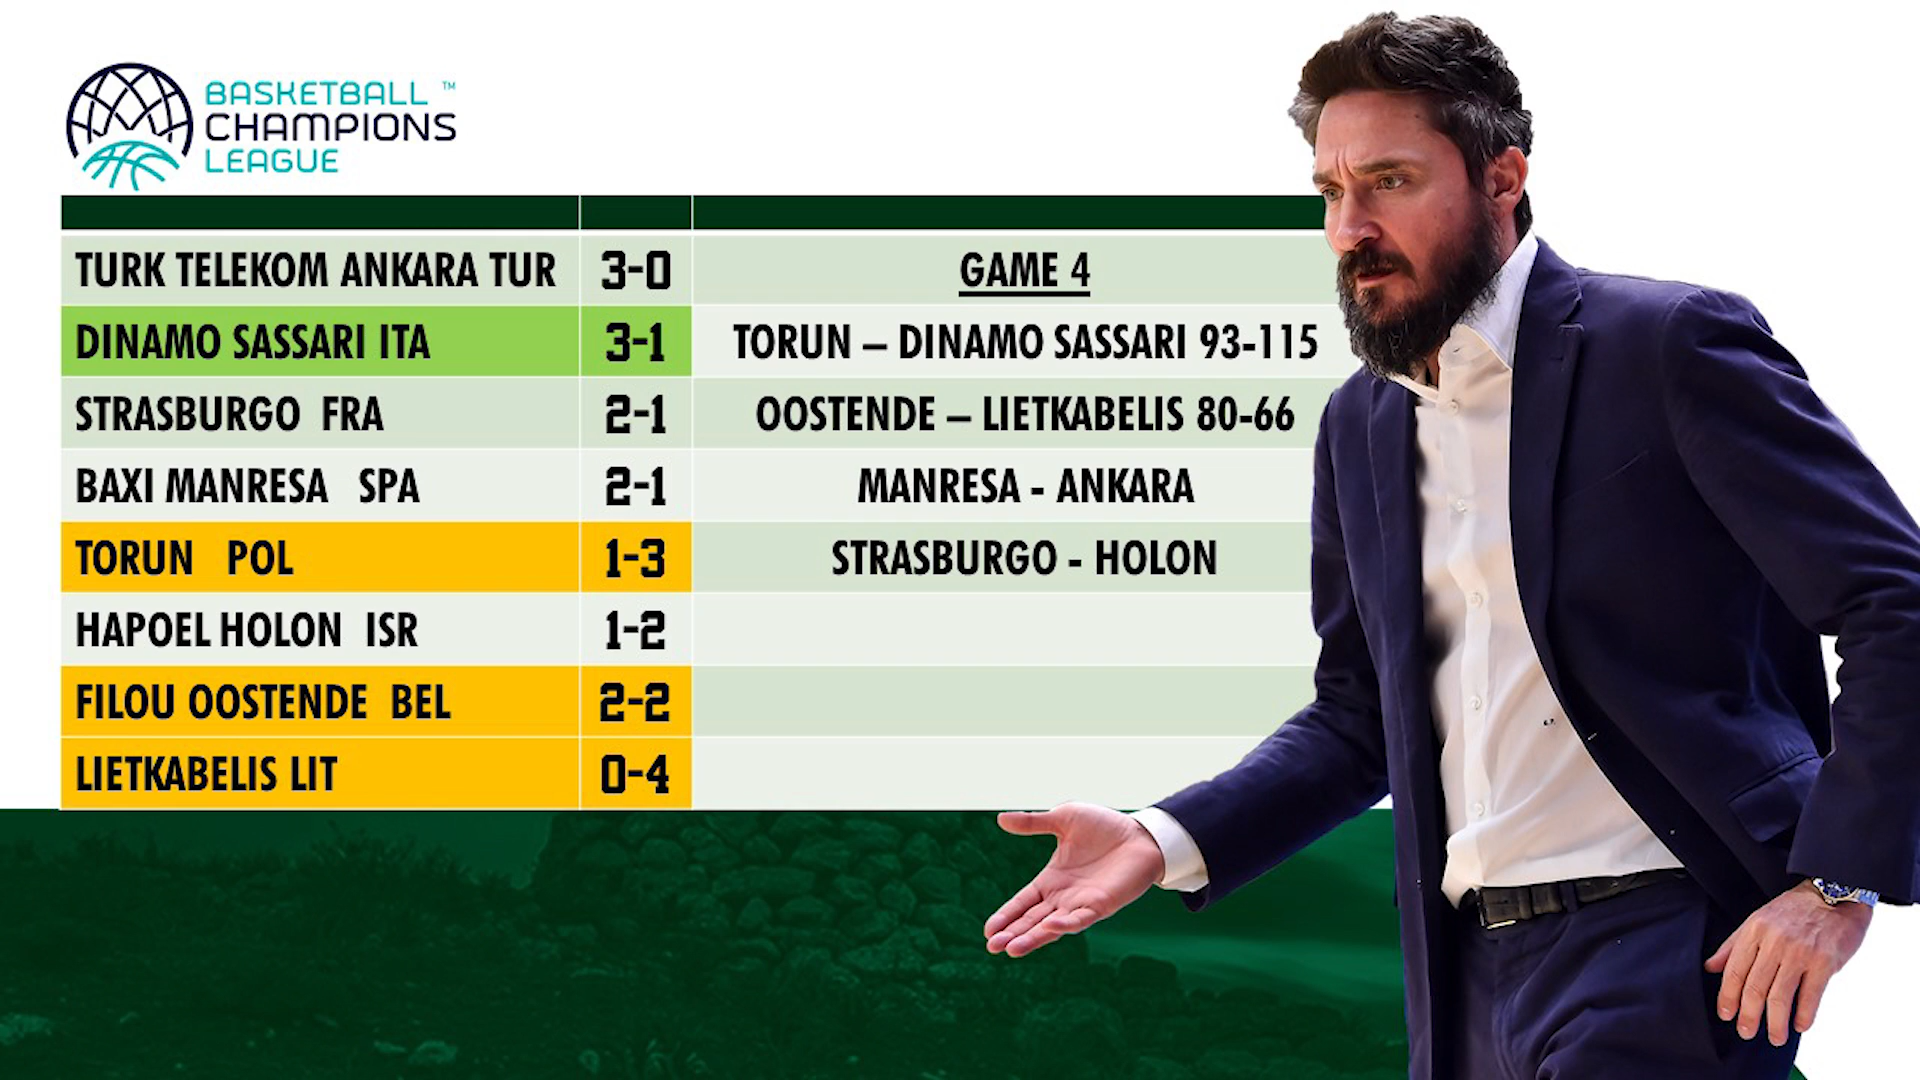 BASKETBALL ™
CHAMPIONS
LEAGUE
TURK TELEKOM ANKARA TUR 3-0 GAME 4
DINAMO SASSARI ITA 3-1 TORUN – DINAMO SASSARI 93-115
STRASBURGO FRA 2-1 OOSTENDE – LIETKABELIS 80-66
BAXI MANRESA SPA 2-1 MANRESA - ANKARA
TORUN POL 1-3 STRASBURGO - HOLON
HAPOEL HOLON ISR 1-2
FILOU OOSTENDE BEL 2-2
LIETKABELIS LIT 0-4